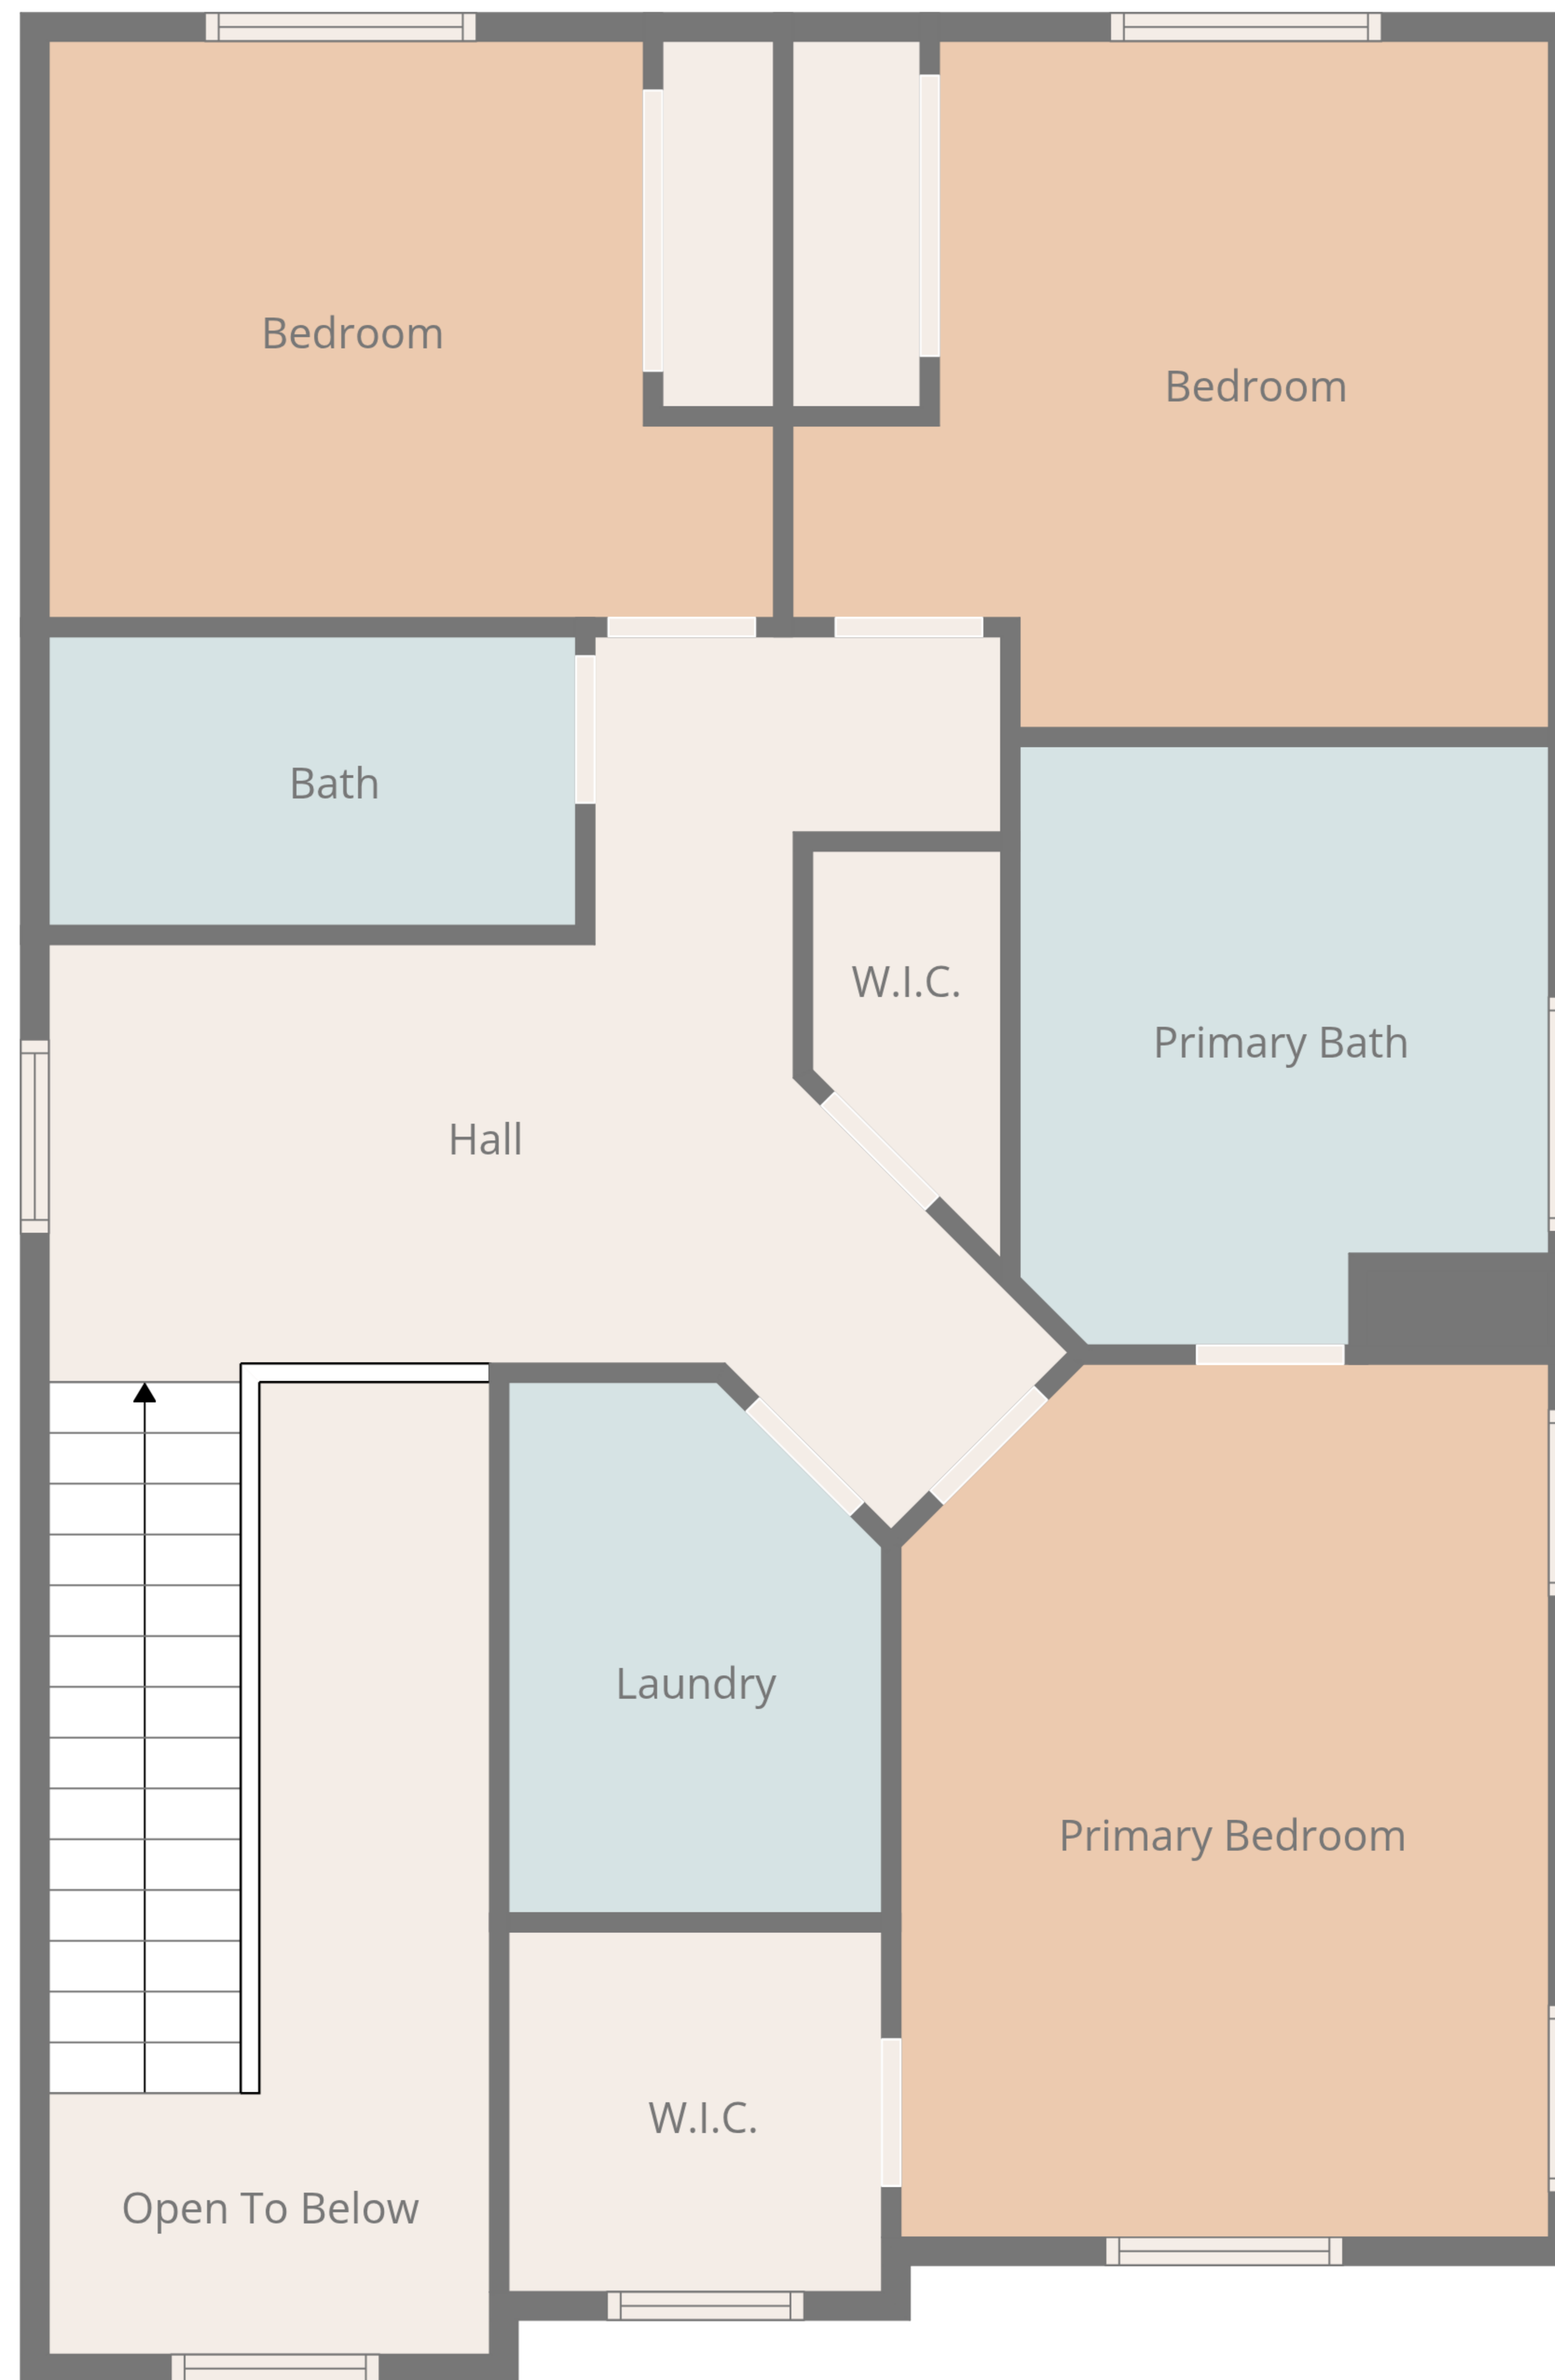 Bedroom
Bedroom
Bath
W.I.C.
Primary Bath
Hall
Laundry
Primary Bedroom
W.I.C.
Open To Below